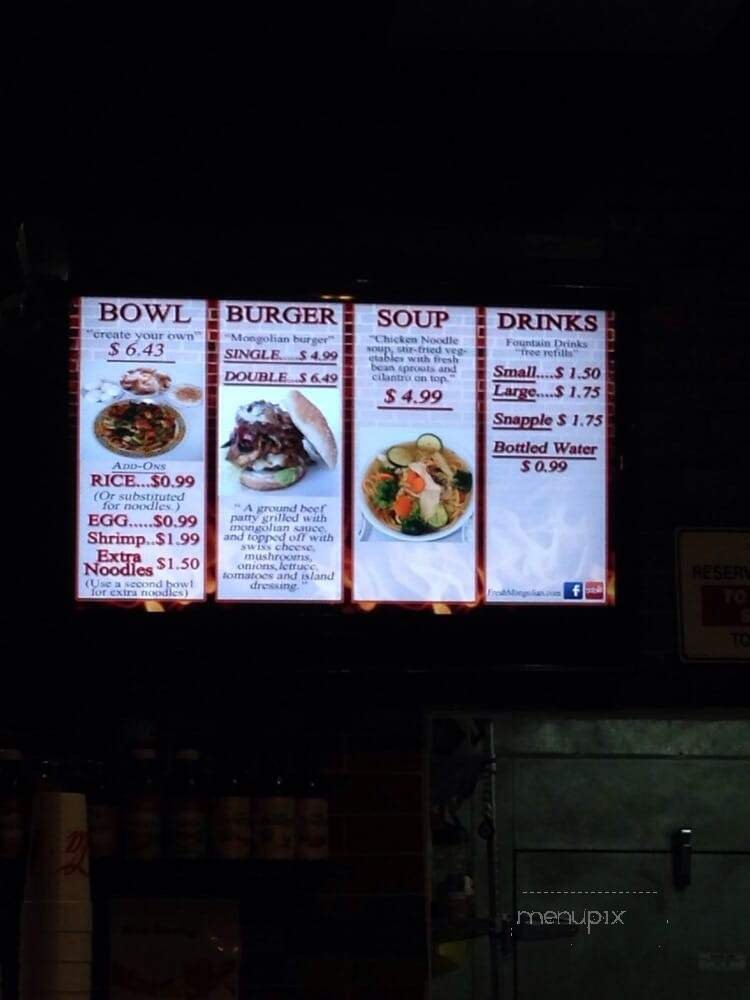 BOWL
"create your own"
$ 6.43
ADD-ONS
RICE...$0.99
(Or substituted
for noodles.)
EGG.....$0.99
Shrimp..$1.99
Extra
Noodles $1.50
(Use a second bowl
for extra noodles)
BURGER
"Mongolian burger"
SINGLE....$ 4.99
DOUBLE...$ 6.49
"A ground beef
patty grilled with
mongolian sauce,
and topped off with
swiss cheese,
mushrooms,
onions, lettuce,
tomatoes and island
dressing."
SOUP
"Chicken Noodle
soup, stir-fried veg-
etables with fresh
bean sprouts and
cilantro on top."
$ 4.99
DRINKS
Fountain Drinks
"free refills"
Small....$ 1.50
Large....$ 1.75
Snapple $ 1.75
Bottled Water
$ 0.99
FreshMongolian.com f
RESERV
TO
menupix